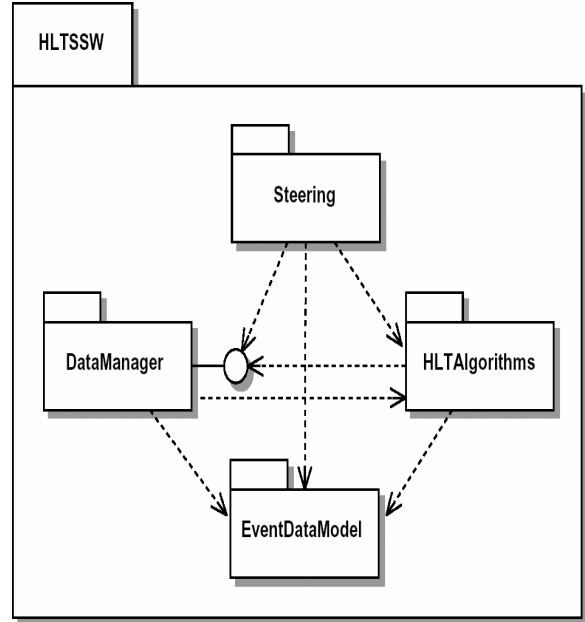 HLTSSW
Steering
DataManager
HLTAlgorithms
EventDataModel